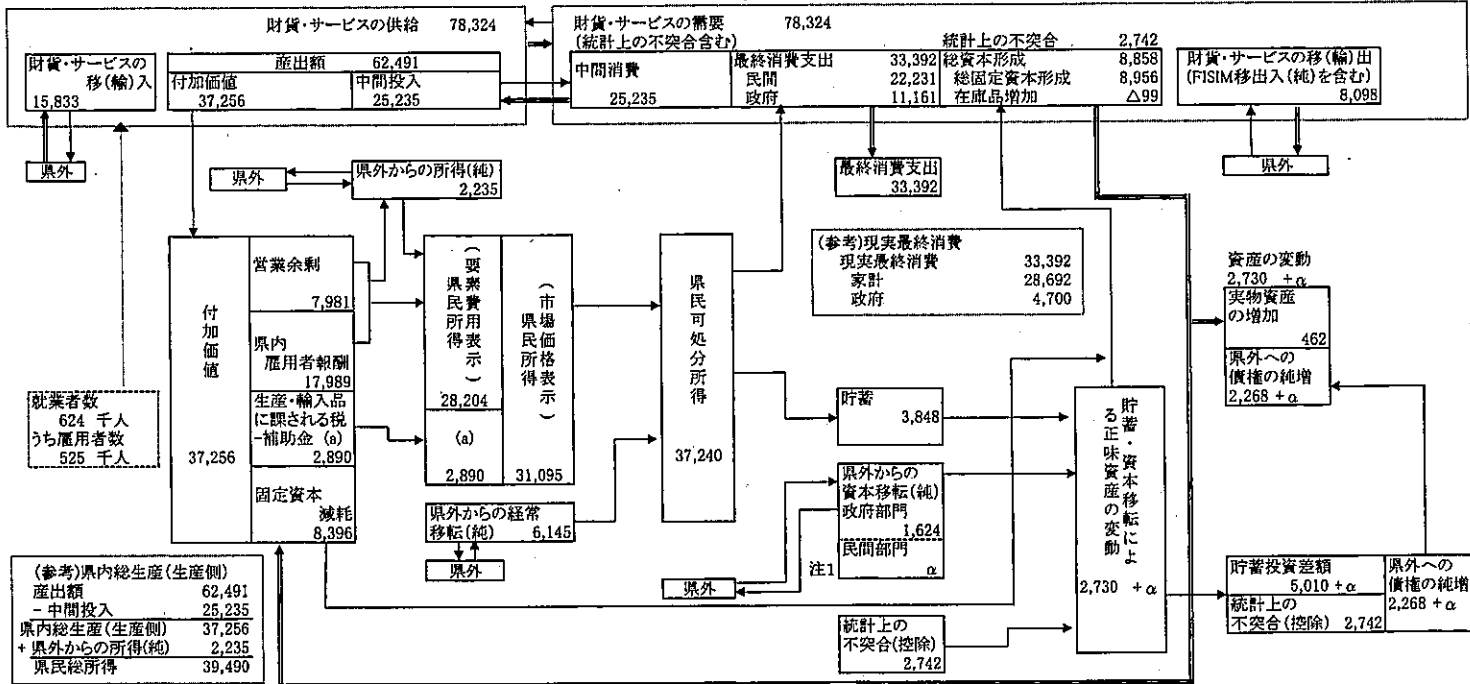 財貨・サービスの供給 78,324
財貨・サービスの
移(輸)入
15,833
産出額 62,491
付加価値
37,256
中間投入
25,235
財貨・サービスの需要 78,324
(統計上の不突合含む)
中間消費
25,235
最終消費支出 33,392
民間 22,231
政府 11,161
統計上の不突合 2,742
総資本形成 8,858
総固定資本形成 8,956
在庫品増加 △99
財貨・サービスの移(輸)出
(FISIM移出入(純)を含む)
8,098
県外
県外
県外からの所得(純)
2,235
最終消費支出
33,392
県外
付加価値
37,256
営業余剰
7,981
県内
雇用者報酬
17,989
生産・輸入品
に課される税
-補助金 (a)
2,890
固定資本
減耗
8,396
(要素費用表示)
県民所得
28,204
(a)
2,890
(市場価格表示)
県民所得
31,095
県外からの経常
移転(純) 6,145
県外
県民可処分所得
37,240
(参考)現実最終消費
現実最終消費 33,392
家計 28,692
政府 4,700
貯蓄
3,848
県外からの
資本移転(純)
政府部門
1,624
民間部門
α
注1
県外
統計上の
不突合(控除)
2,742
貯蓄・資本移転によ
る正味資産の変動
2,730 +α
資産の変動
2,730 +α
実物資産
の増加
462
県外への
債権の純増
2,268 +α
貯蓄投資差額
5,010 +α
統計上の
不突合(控除) 2,742
県外への
債権の純増
2,268 +α
就業者数
624 千人
うち雇用者数
525 千人
(参考)県内総生産(生産側)
産出額 62,491
- 中間投入 25,235
県内総生産(生産側) 37,256
+ 県外からの所得(純) 2,235
県民総所得 39,490